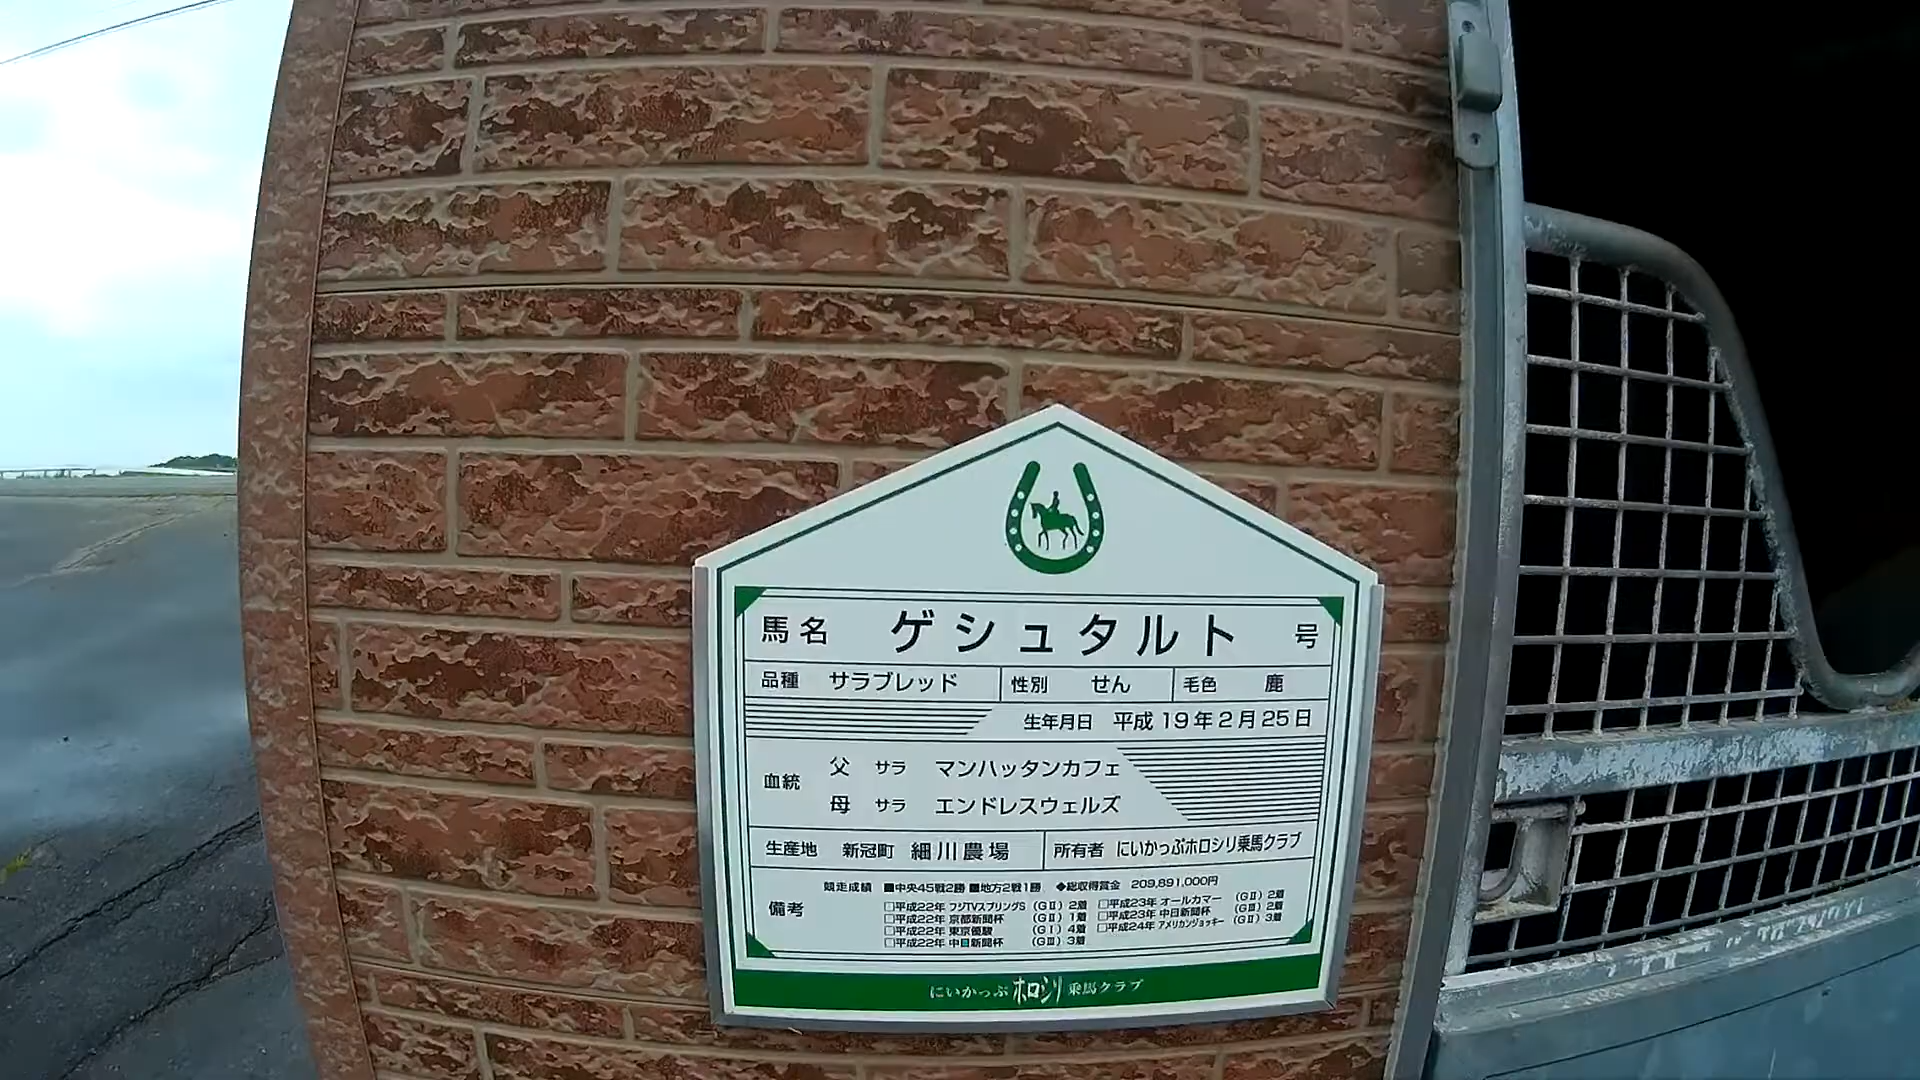 馬名 ゲシュタルト 号
品種 サラブレッド 性別 せん 毛色 鹿
生年月日 平成19年2月25日
血統 父 サラ マンハッタンカフェ
母 サラ エンドレスウェルズ
生産地 新冠町 細川農場 所有者 にいかっぷホロシリ乗馬クラブ
備考 競走成績 ■中央45戦2勝 ■地方2戦1勝 ◆総収得賞金 209,891,000円
□平成22年 フジTVスプリングS (GⅡ) 2着 □平成23年 オールカマー (GⅡ) 2着
□平成22年 京都新聞杯 (GⅡ) 1着 □平成23年 中日新聞杯 (GⅢ) 2着
□平成22年 東京優駿 (GⅠ) 4着 □平成24年 アメリカンジョッキー (GⅡ) 3着
□平成22年 中日新聞杯 (GⅢ) 3着
にいかっぷホロシリ乗馬クラブ